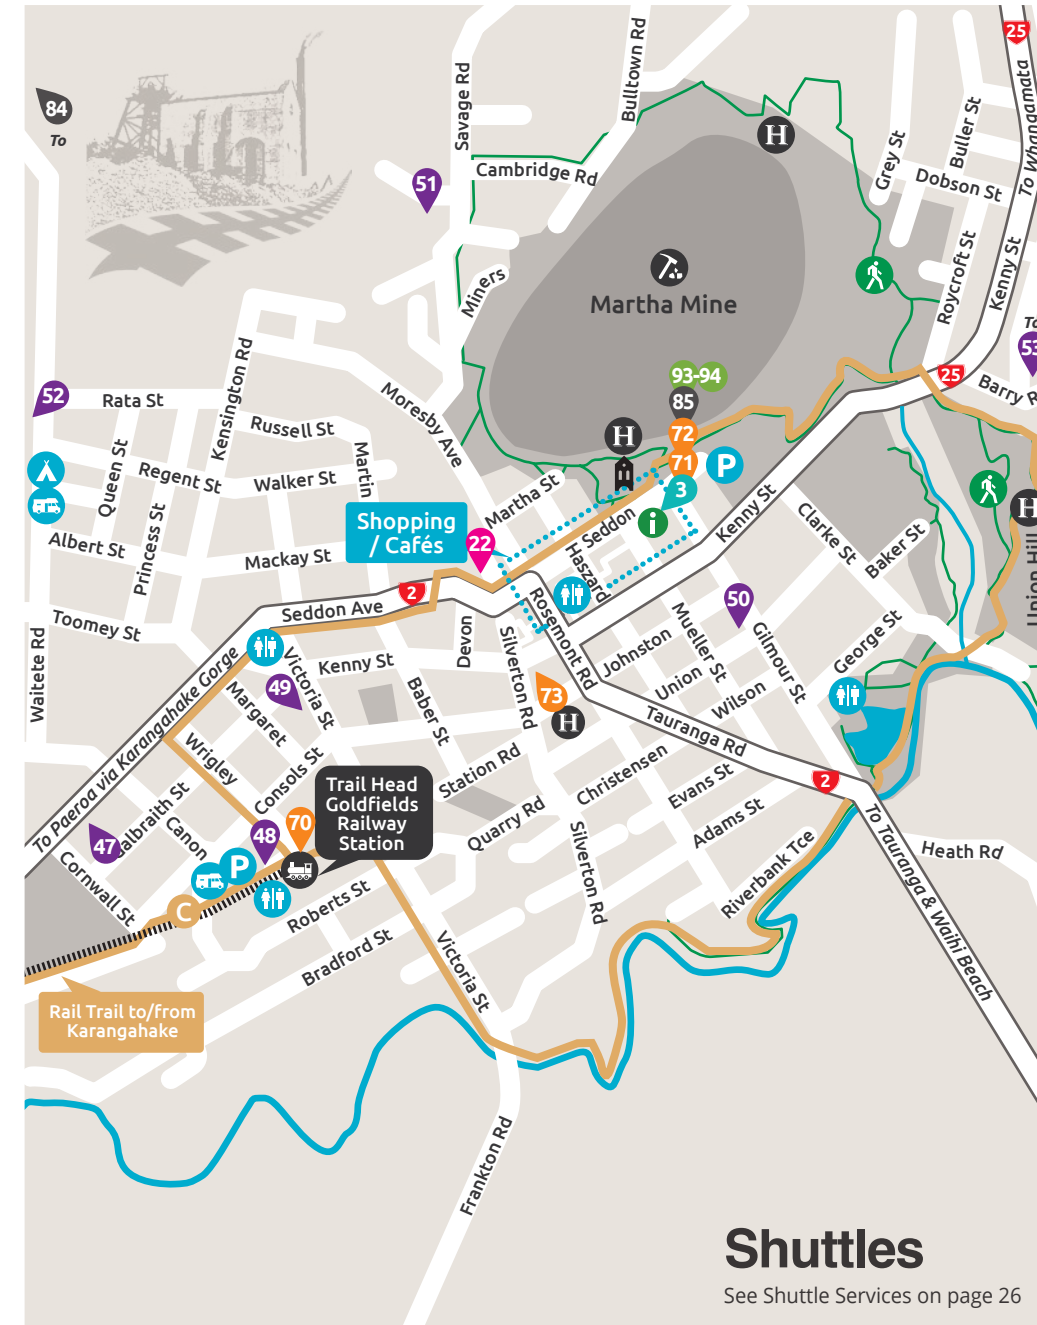 25
To Whangamata
Bulltown Rd
Savage Rd
84
To
H
Buller St
Grey St
Cambridge Rd
51
Dobson St
Roycroft St
Kenny St
Miners
Martha Mine
To
53
Kensington Rd
93-94
25
Barry R
52
Rata St
Moresby Ave
85
Russell St
H
72
Queen St
Regent St
Walker St
Martin
71
P
3
Martha St
Kenny St
H
Shopping
/ Cafés
Seddon
i
Clarke St
Baker St
Albert St
Princess St
Mackay St
22
Haszard
Union Hill
2
Seddon Ave
Rosemont Rd
50
Toomey St
Waitete Rd
Devon
Silverton Rd
Mueller St
Gilmour St
George St
Johnston
Kenny St
Victoria St
49
Margaret
Baber St
73
H
Union
Wilson
Tauranga Rd
To Paeroa via Karangahake Gorge
Wrigley
Consols St
Station Rd
Christensen
Evans St
2
Trail Head
Goldfields
Railway
Station
Quarry Rd
Adams St
To Tauranga & Waihi Beach
47
Galbraith St
Canon
48
70
Silverton Rd
Heath Rd
Cornwall St
P
Riverbank Tce
C
Roberts St
Bradford St
Victoria St
Rail Trail to/from
Karangahake
Frankton Rd
Shuttles
See Shuttle Services on page 26